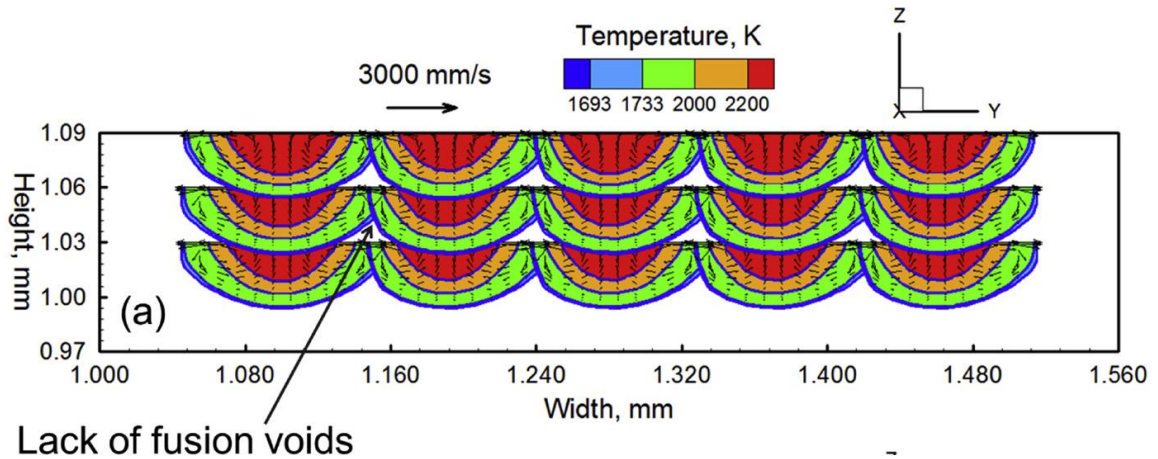 Temperature, K
3000 mm/s
1693 1733 2000 2200
Z
X
Y
Height, mm
1.09
1.06
1.03
1.00
0.97
(a)
1.000 1.080 1.160 1.240 1.320 1.400 1.480 1.560
Width, mm
Lack of fusion voids